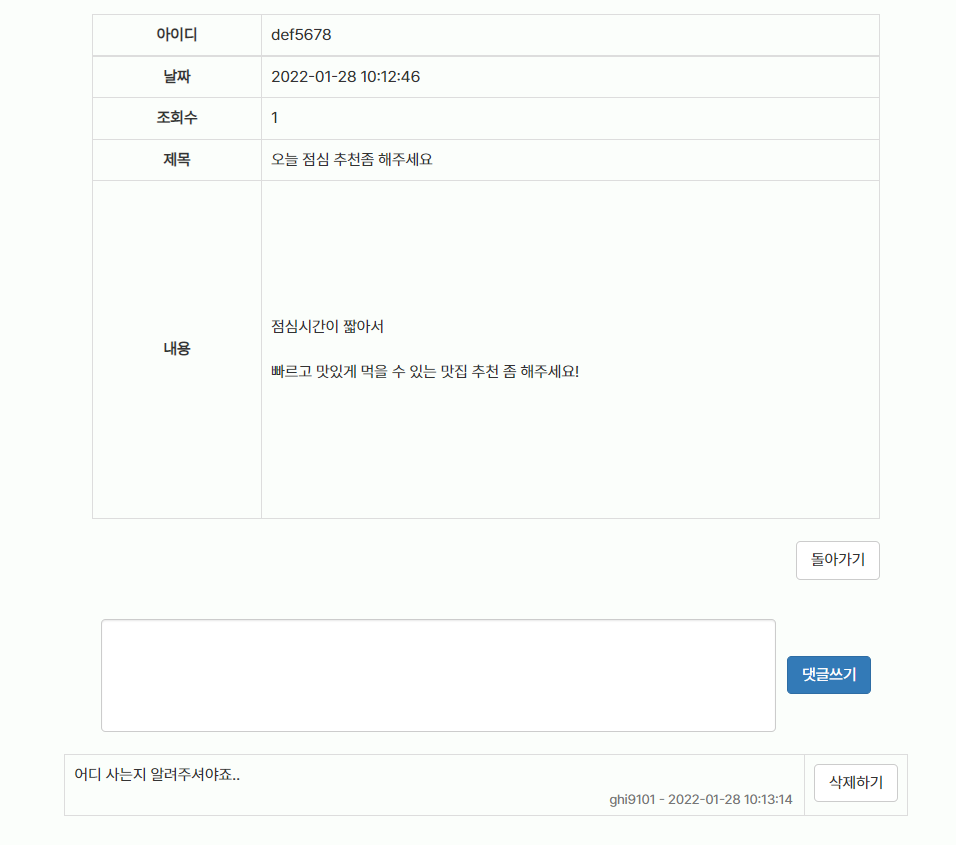 아이디 def5678
날짜 2022-01-28 10:12:46
조회수 1
제목 오늘 점심 추천좀 해주세요
점심시간이 짧아서
내용
빠르고 맛있게 먹을 수 있는 맛집 추천 좀 해주세요!
돌아가기
댓글쓰기
어디 사는지 알려주셔야죠..
삭제하기
ghi9101 - 2022-01-28 10:13:14